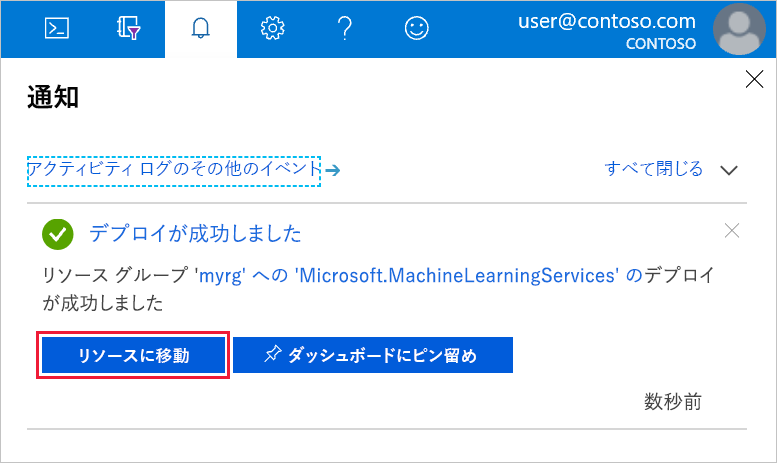 user@contoso.com
CONTOSO
通知
アクティビティ ログのその他のイベント
すべて閉じる
デプロイが成功しました
リソース グループ 'myrg' への 'Microsoft.MachineLearningServices' のデプロイ
が成功しました
リソースに移動
ダッシュボードにピン留め
数秒前